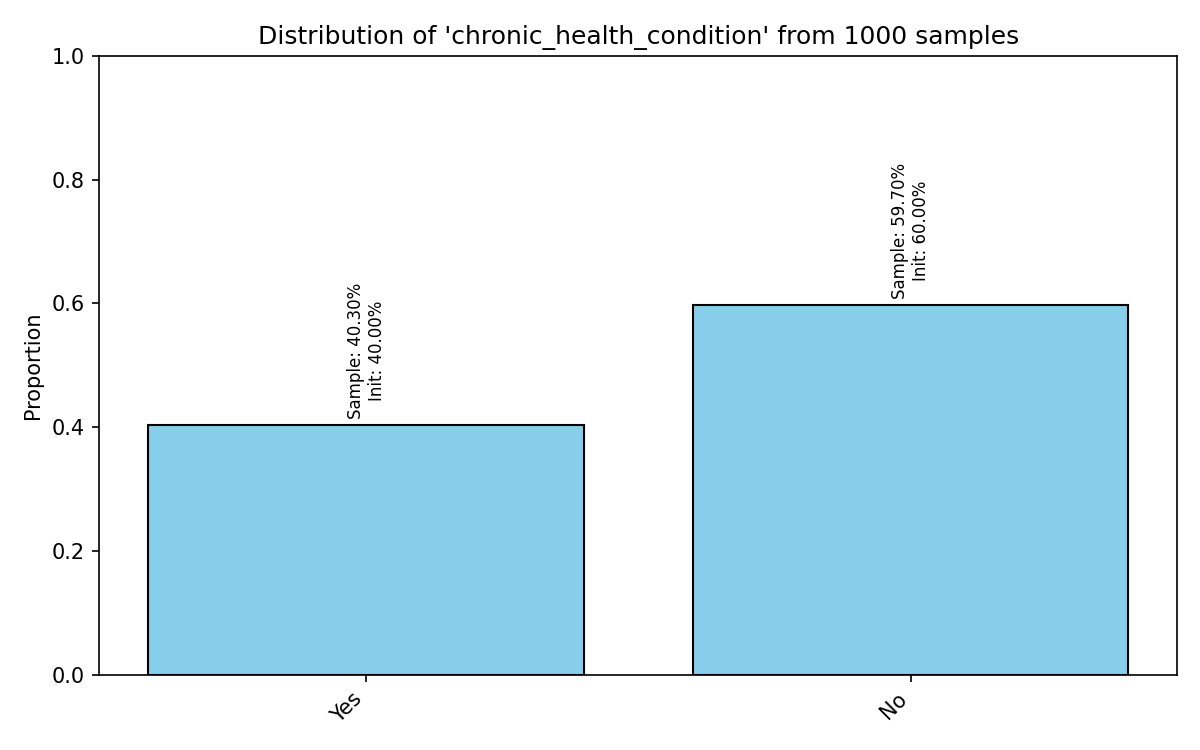 Distribution of 'chronic_health_condition' from 1000 samples
Proportion
1.0
0.8
0.6
0.4
0.2
0.0
Sample: 40.30%
Init: 40.00%
Sample: 59.70%
Init: 60.00%
Yes
No